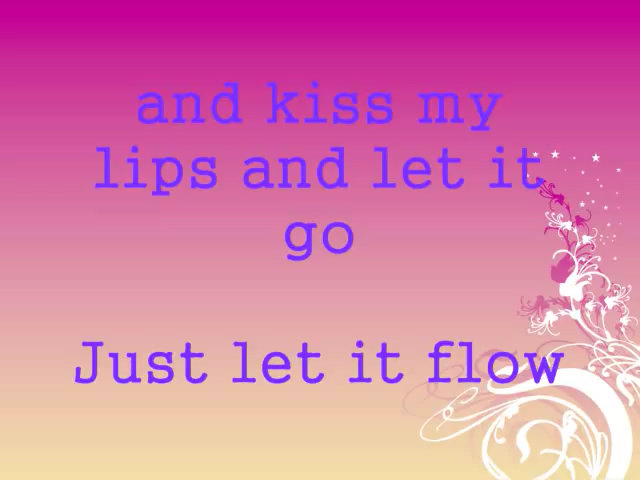 and kiss my
lips and let it
go
Just let it flow